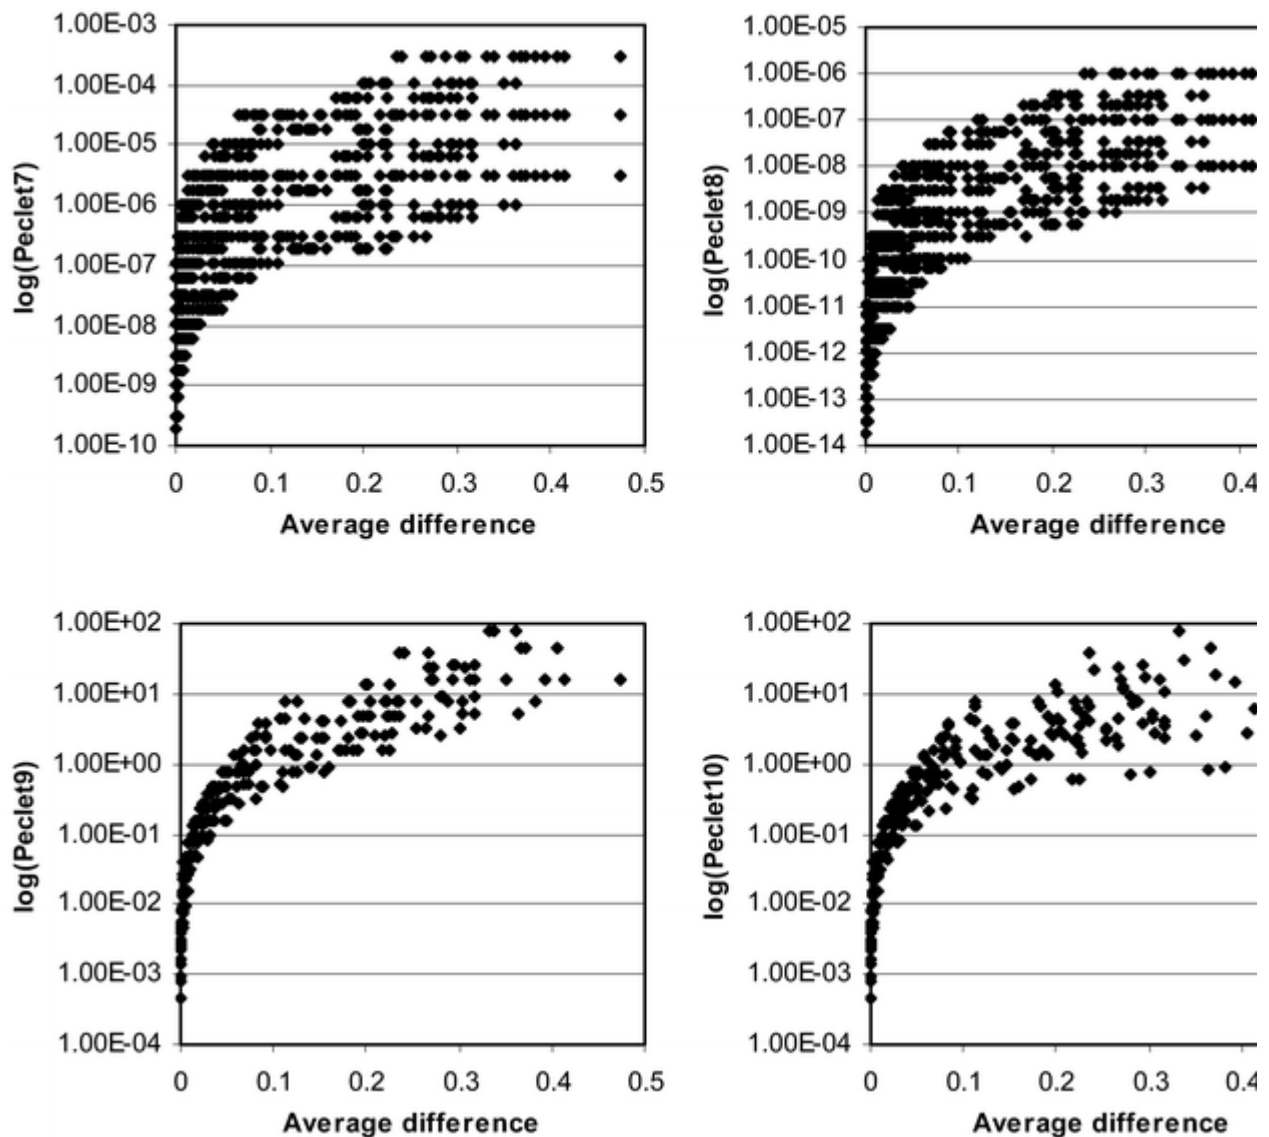 1.00E-03
1.00E-04
1.00E-05
1.00E-06
1.00E-07
1.00E-08
1.00E-09
1.00E-10
log(Peclet7)
0 0.1 0.2 0.3 0.4 0.5
Average difference
1.00E-05
1.00E-06
1.00E-07
1.00E-08
1.00E-09
1.00E-10
1.00E-11
1.00E-12
1.00E-13
1.00E-14
log(Peclet8)
0 0.1 0.2 0.3 0.4
Average difference
1.00E+02
1.00E+01
1.00E+00
1.00E-01
1.00E-02
1.00E-03
1.00E-04
log(Peclet9)
0 0.1 0.2 0.3 0.4 0.5
Average difference
1.00E+02
1.00E+01
1.00E+00
1.00E-01
1.00E-02
1.00E-03
1.00E-04
log(Peclet10)
0 0.1 0.2 0.3 0.4
Average difference